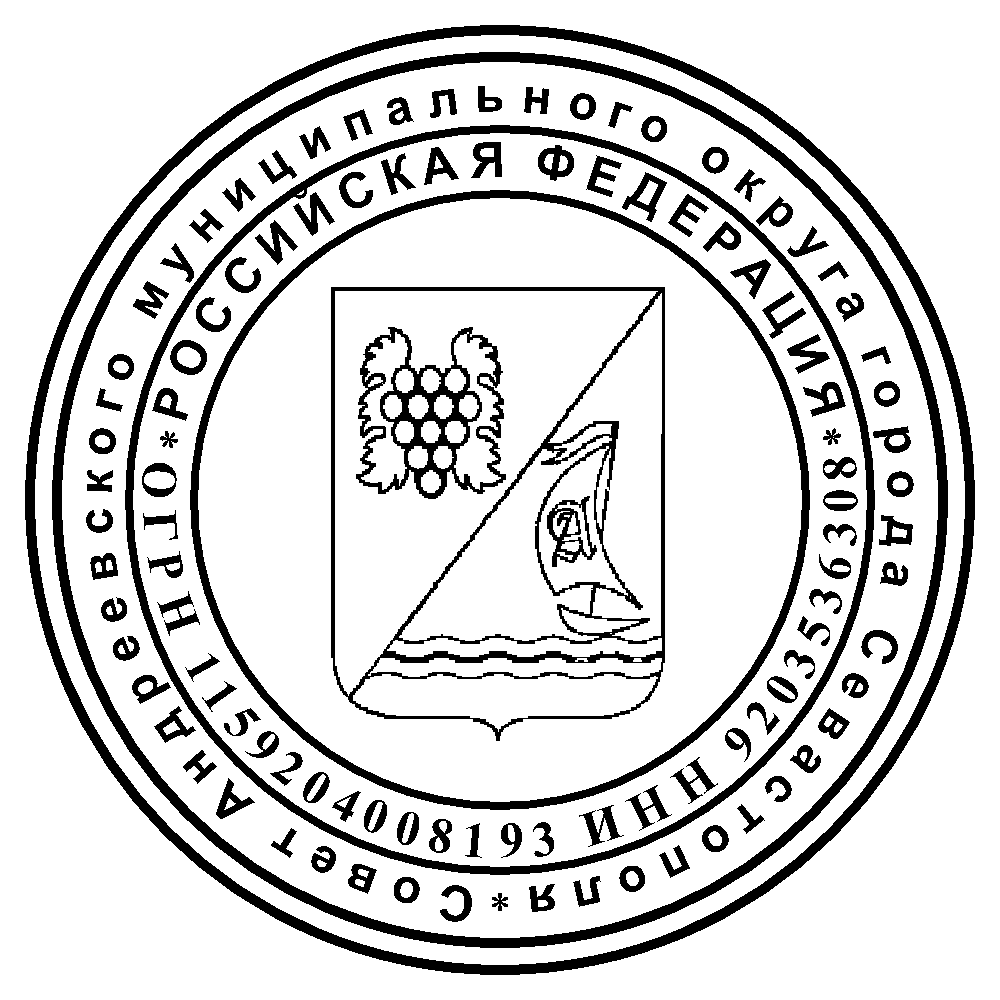 Совет Андреевского муниципального округа города Севастополя *
* РОССИЙСКАЯ ФЕДЕРАЦИЯ *
ОГРН 1159204008193 ИНН 9203536308